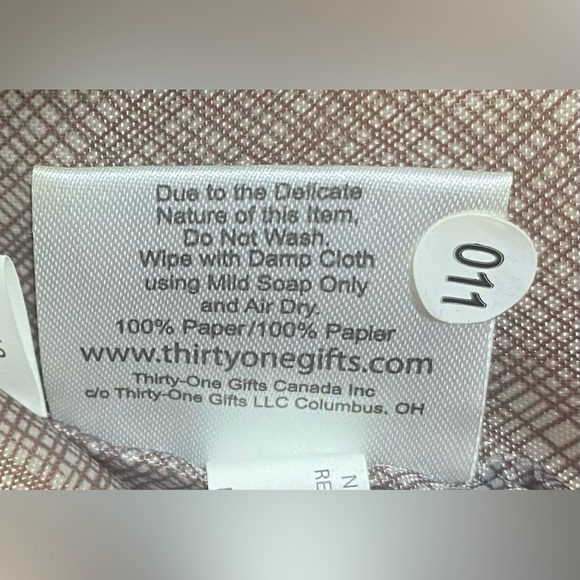 Due to the Delicate
Nature of this Item,
Do Not Wash.
Wipe with Damp Cloth
using Mild Soap Only
and Air Dry.
100% Paper/100% Papier
www.thirtyonegifts.com
Thirty-One Gifts Canada Inc
c/o Thirty-One Gifts LLC Columbus, OH
011